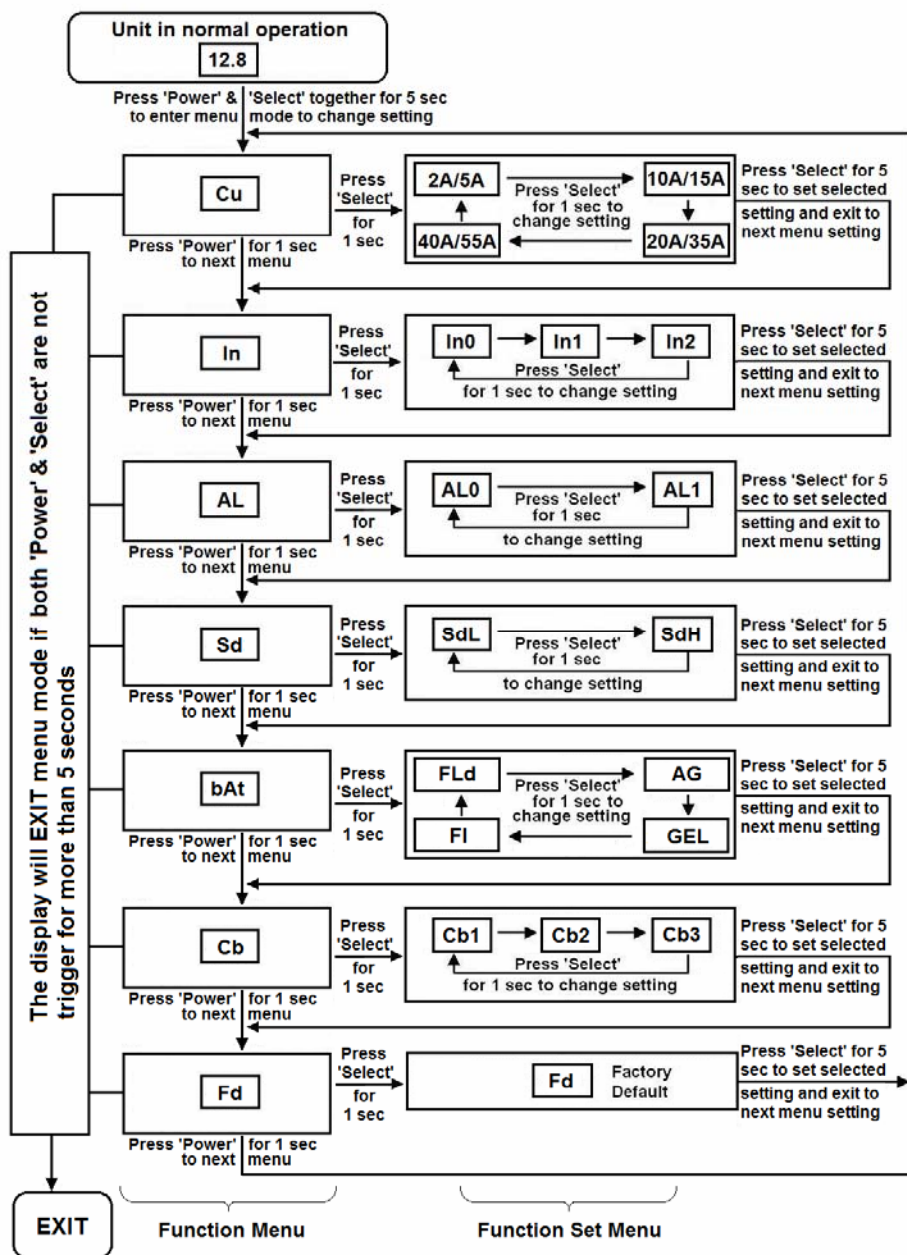 Unit in normal operation
12.8
Press 'Power' & 'Select' together for 5 sec
to enter menu mode to change setting
Cu
Press
'Select'
for
1 sec
2A/5A
10A/15A
Press 'Select'
for 1 sec to
change setting
40A/55A
20A/35A
Press 'Select' for 5
sec to set selected
setting and exit to
next menu setting
Press 'Power' for 1 sec
to next menu
In
Press
'Select'
for
1 sec
In0
In1
In2
Press 'Select'
for 1 sec to change setting
Press 'Select' for 5
sec to set selected
setting and exit to
next menu setting
Press 'Power' for 1 sec
to next menu
AL
Press
'Select'
for
1 sec
AL0
AL1
Press 'Select'
for 1 sec
to change setting
Press 'Select' for 5
sec to set selected
setting and exit to
next menu setting
Press 'Power' for 1 sec
to next menu
Sd
Press
'Select'
for
1 sec
SdL
SdH
Press 'Select'
for 1 sec
to change setting
Press 'Select' for 5
sec to set selected
setting and exit to
next menu setting
Press 'Power' for 1 sec
to next menu
bAt
Press
'Select'
for
1 sec
FLd
AG
Press 'Select'
for 1 sec to
change setting
FI
GEL
Press 'Select' for 5
sec to set selected
setting and exit to
next menu setting
Press 'Power' for 1 sec
to next menu
Cb
Press
'Select'
for
1 sec
Cb1
Cb2
Cb3
Press 'Select'
for 1 sec to change setting
Press 'Select' for 5
sec to set selected
setting and exit to
next menu setting
Press 'Power' for 1 sec
to next menu
Fd
Press
'Select'
for
1 sec
Fd
Factory
Default
Press 'Select' for 5
sec to set selected
setting and exit to
next menu setting
Press 'Power' for 1 sec
to next menu
The display will EXIT menu mode if both 'Power' & 'Select' are not
trigger for more than 5 seconds
EXIT
Function Menu
Function Set Menu